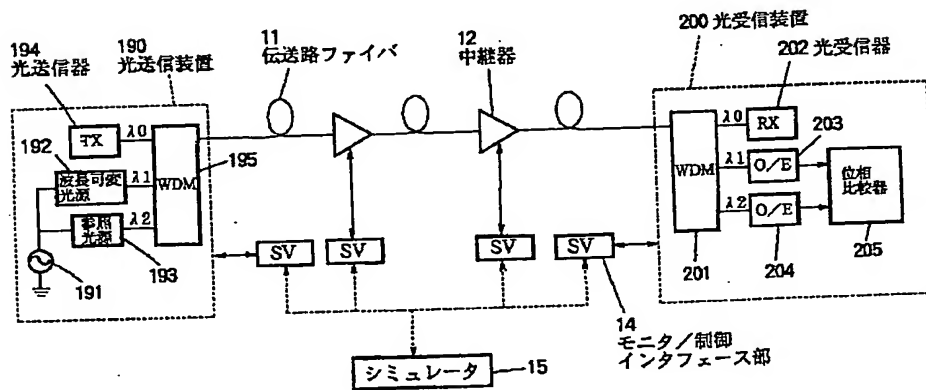 194
光送信器
190
光送信装置
11
伝送路ファイバ
12
中継器
200 光受信装置
202 光受信器
TX
λ0
192
波長可変
光源
λ1
参照
光源
λ2
WDM
195
191
193
SV
SV
SV
SV
WDM
201
λ0
RX
203
λ1
O/E
λ2
O/E
204
位相
比較器
205
14
モニタ/制御
インタフェース部
シミュレータ
15